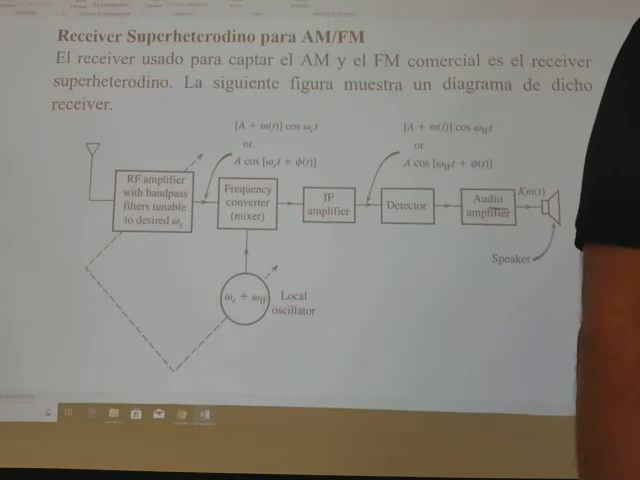 Receiver Superheterodino para AM/FM
El receiver usado para captar el AM y el FM comercial es el receiver
superheterodino. La siguiente figura muestra un diagrama de dicho
receiver.
[A + m(t)] cos ω_c t
or
A cos [ω_c t + ϕ(t)]
[A + m(t)] cos ω_IF t
or
A cos [ω_IF t + ϕ(t)]
RF amplifier
with bandpass
filters tunable
to desired ω_c
Frequency
converter
(mixer)
IF
amplifier
Detector
Audio
amplifier
Km(t)
Speaker
ω_c + ω_IF
Local
oscillator